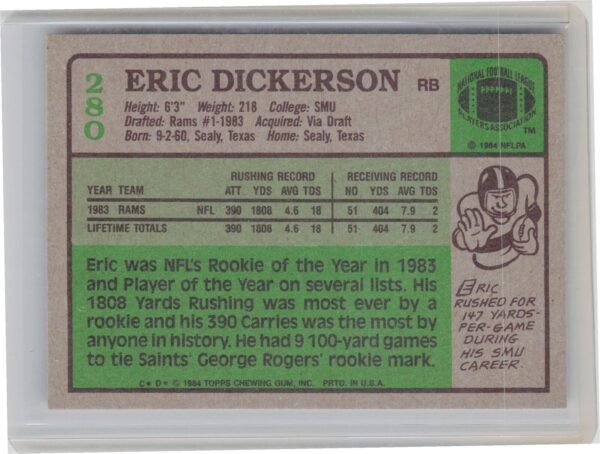 280
ERIC DICKERSON RB
Height: 6'3" Weight: 218 College: SMU
Drafted: Rams #1-1983 Acquired: Via Draft
Born: 9-2-60, Sealy, Texas Home: Sealy, Texas
NATIONAL FOOTBALL LEAGUE
PLAYERS ASSOCIATION
TM
© 1984 NFLPA
RUSHING RECORD RECEIVING RECORD
YEAR TEAM ATT YDS AVG TDS NO YDS AVG TDS
1983 RAMS NFL 390 1808 4.6 18 51 404 7.9 2
LIFETIME TOTALS 390 1808 4.6 18 51 404 7.9 2
Eric was NFL's Rookie of the Year in 1983
and Player of the Year on several lists. His
1808 Yards Rushing was most ever by a
rookie and his 390 Carries was the most by
anyone in history. He had 9 100-yard games
to tie Saints' George Rogers' rookie mark.
ERIC
RUSHED FOR
147 YARDS-
PER-GAME
DURING
HIS SMU
CAREER.
C★ D★ © 1984 TOPPS CHEWING GUM, INC. PRTD. IN U.S.A.